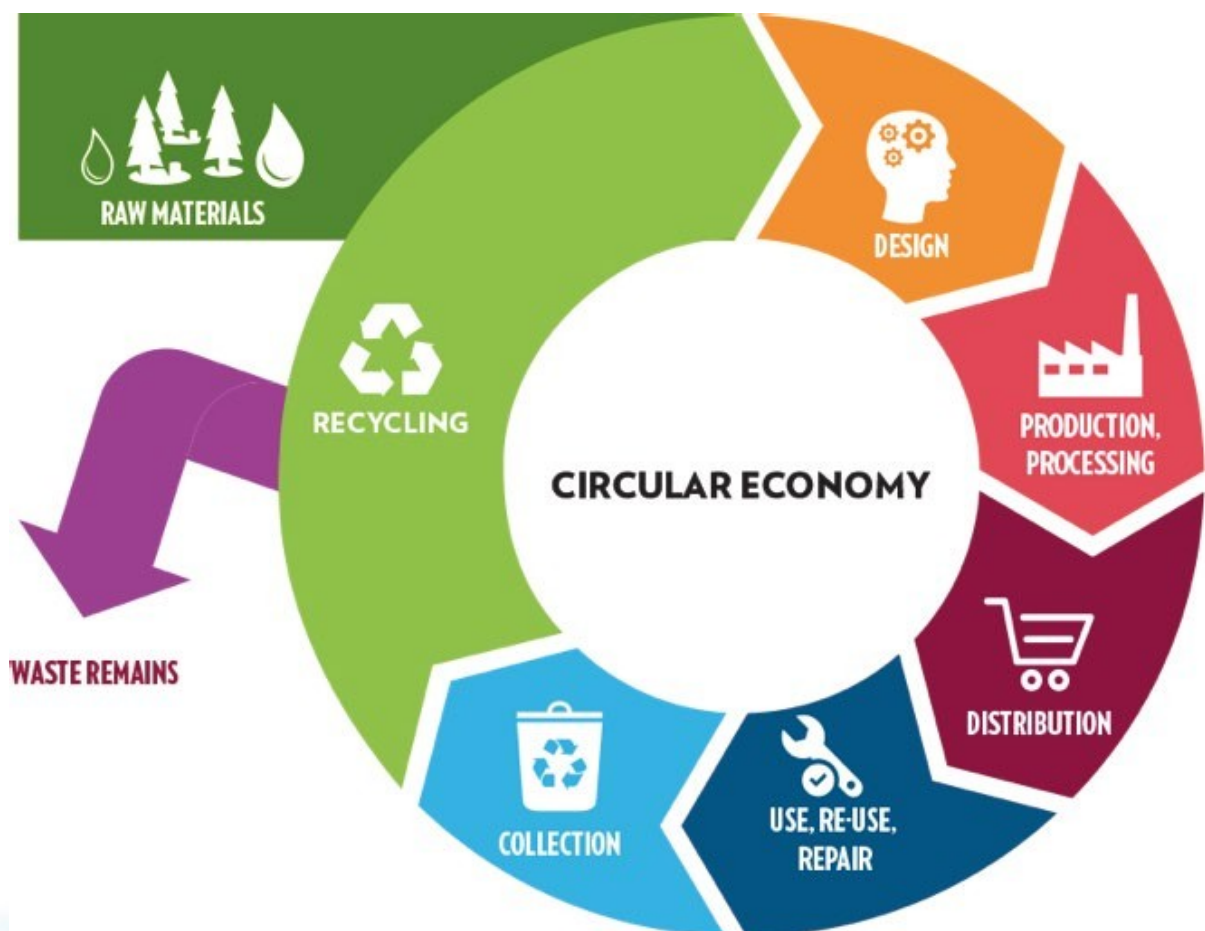 RAW MATERIALS
DESIGN
PRODUCTION,
PROCESSING
DISTRIBUTION
USE, RE-USE,
REPAIR
COLLECTION
RECYCLING
CIRCULAR ECONOMY
WASTE REMAINS